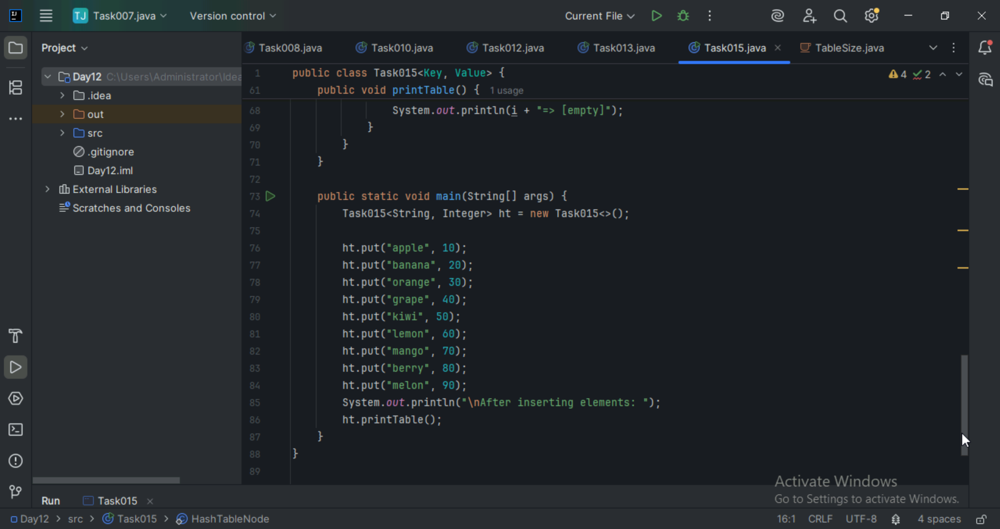 TJ Task007.java Version control Current File
Project
Task008.java Task010.java Task012.java Task013.java Task015.java TableSize.java
Day12 C:\Users\Administrator\Idea
.idea
out
src
.gitignore
Day12.iml
External Libraries
Scratches and Consoles
4 2
1 public class Task015<Key, Value> {
61 public void printTable() { 1 usage
68 System.out.println(i + "=> [empty]");
69 }
70 }
71 }
72
73 public static void main(String[] args) {
74 Task015<String, Integer> ht = new Task015<>();
75
76 ht.put("apple", 10);
77 ht.put("banana", 20);
78 ht.put("orange", 30);
79 ht.put("grape", 40);
80 ht.put("kiwi", 50);
81 ht.put("lemon", 60);
82 ht.put("mango", 70);
83 ht.put("berry", 80);
84 ht.put("melon", 90);
85 System.out.println("\nAfter inserting elements: ");
86 ht.printTable();
87 }
88 }
89
Activate Windows
Go to Settings to activate Windows.
Run Task015
Day12 > src > Task015 > HashTableNode 16:1 CRLF UTF-8 4 spaces